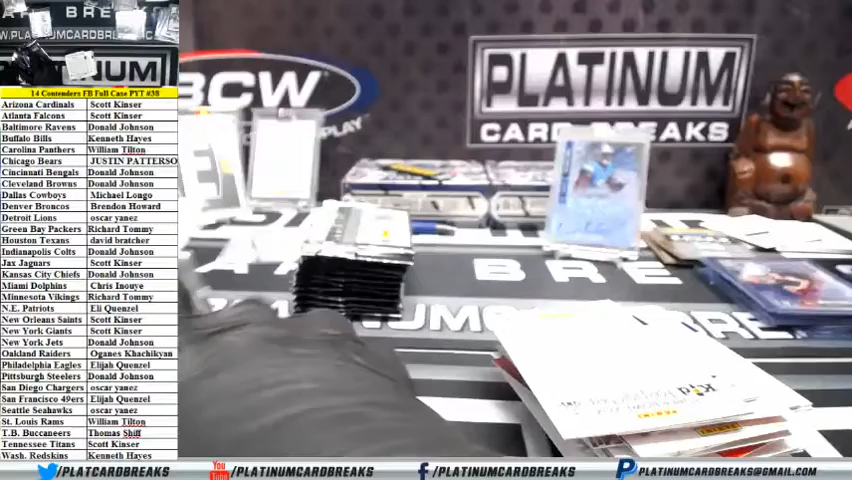 PLATINUM
WWW.PLATINUMCARDBREAKS.COM
14 Contenders FB Full Case PYT #38
Arizona Cardinals Scott Kinser
Atlanta Falcons Scott Kinser
Baltimore Ravens Donald Johnson
Buffalo Bills Kenneth Hayes
Carolina Panthers William Tilton
Chicago Bears JUSTIN PATTERSO
Cincinnati Bengals Donald Johnson
Cleveland Browns Donald Johnson
Dallas Cowboys Michael Longo
Denver Broncos Brendon Howard
Detroit Lions oscar yanez
Green Bay Packers Richard Tommy
Houston Texans david bratcher
Indianapolis Colts Donald Johnson
Jax Jagnars Scott Kinser
Kansas City Chiefs Donald Johnson
Miami Dolphins Chris Inouye
Minnesota Vikings Richard Tommy
N.E. Patriots Eli Quenzel
New Orleans Saints Scott Kinser
New York Giants Scott Kinser
New York Jets Donald Johnson
Oakland Raiders Oganes Khachikyan
Philadelphia Eagles Elijah Quenzel
Pittsburgh Steelers Donald Johnson
San Diego Chargers oscar yanez
San Francisco 49ers Elijah Quenzel
Seattle Seahawks oscar yanez
St. Louis Rams William Tilton
T.B. Buccaneers Thomas Shiff
Tennessee Titans Scott Kinser
Wash. Redskins Kenneth Hayes
BCW
PLATINUM
CARD BREAKS
BREA
/PLATCARDBREAKS
You Tube /PLATINUMCARDBREAKS
/PLATINUMCARDBREAKS
PLATINUMCARDBREAKS@GMAIL.COM